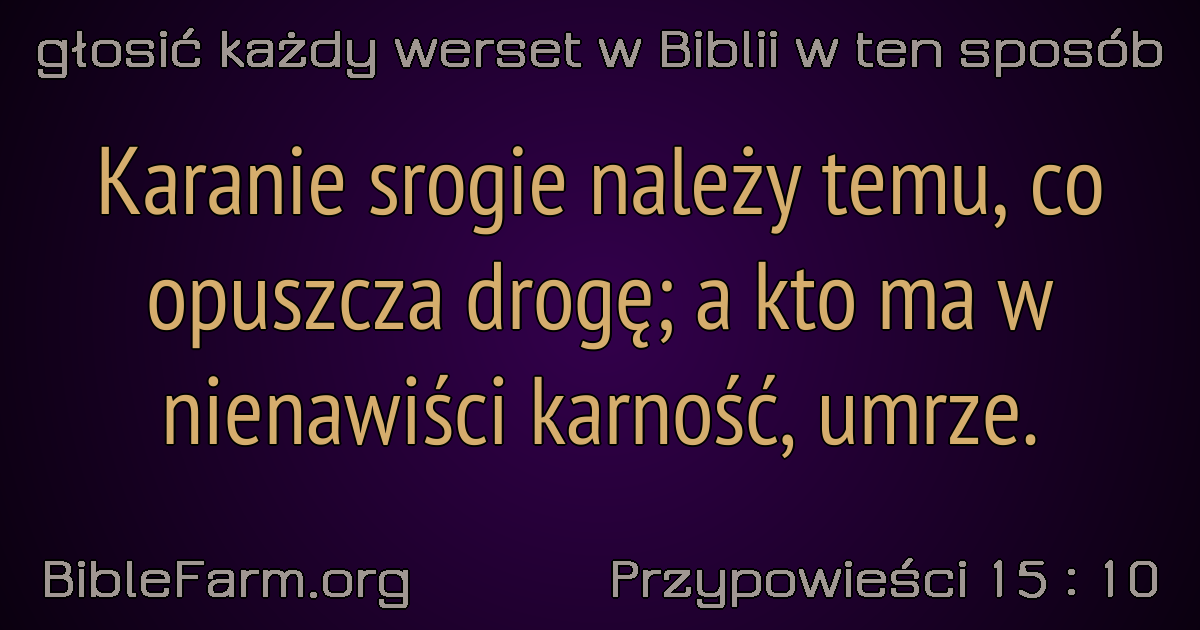 głosić każdy werset w Biblii w ten sposób
Karanie srogie należy temu, co
opuszcza drogę; a kto ma w
nienawiści karność, umrze.
BibleFarm.org
Przypowieści 15 : 10